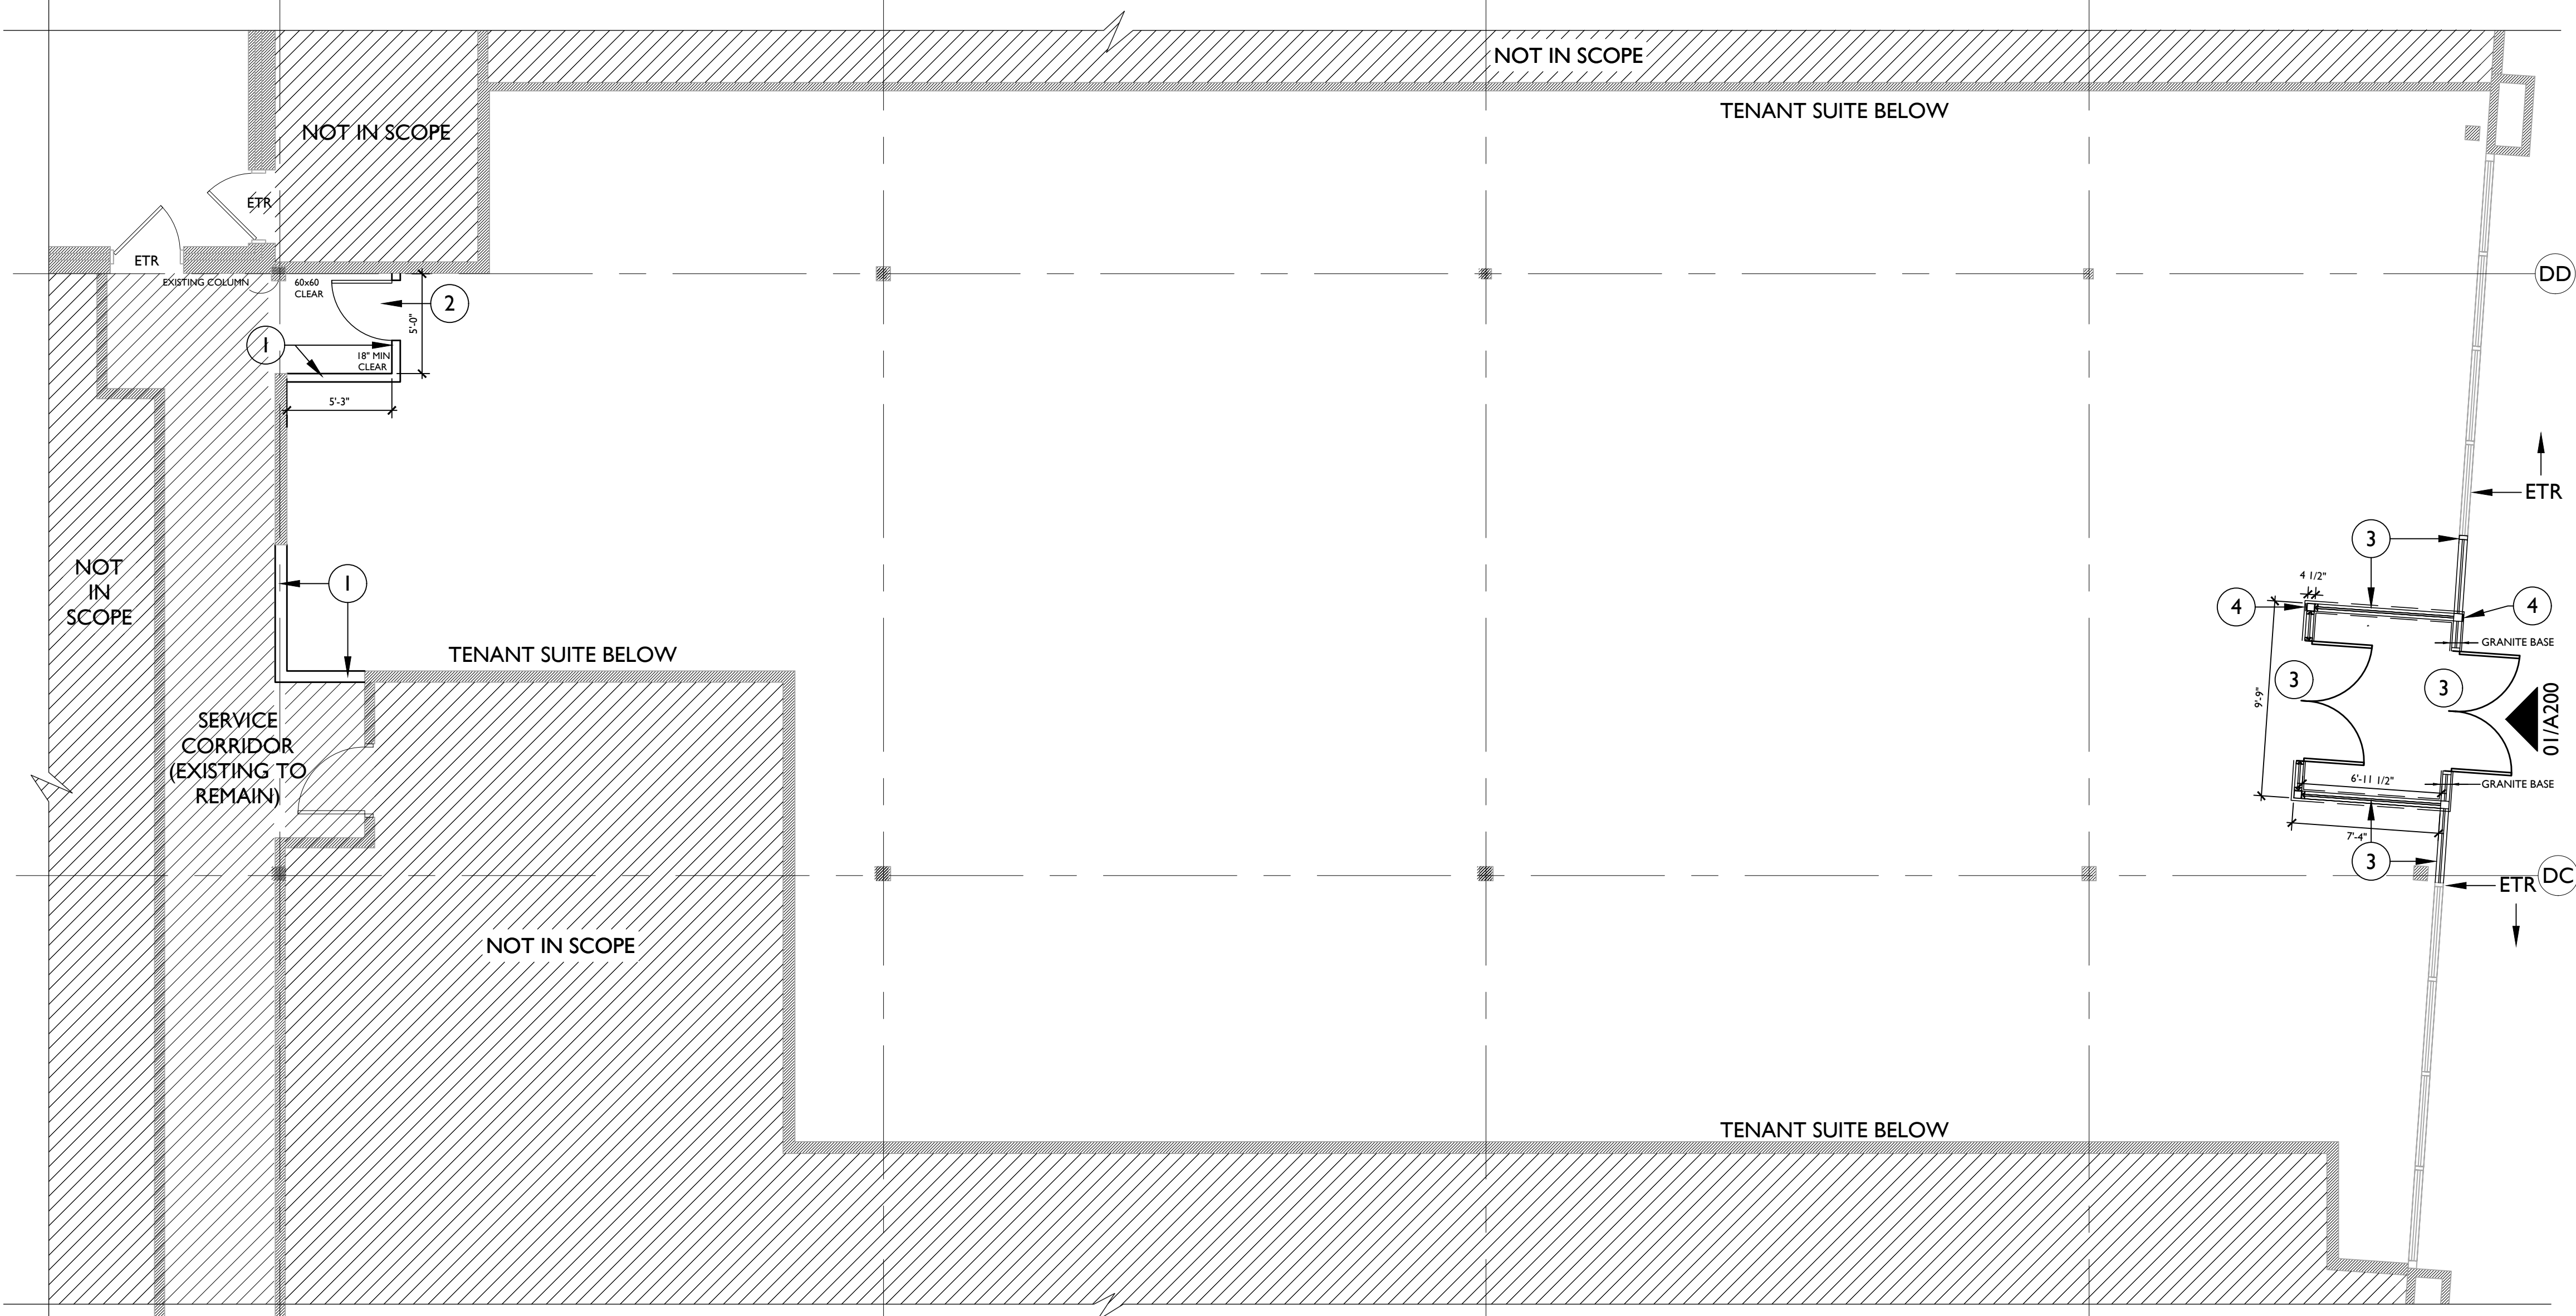 NOT IN SCOPE
TENANT SUITE BELOW
NOT IN SCOPE
ETR
ETR
EXISTING COLUMN
60x60
CLEAR
2
5'-0"
DD
1
18" MIN
CLEAR
5'-3"
ETR
3
NOT
IN
SCOPE
1
4 1/2"
4
4
GRANITE BASE
TENANT SUITE BELOW
3
3
9'-9"
01/A200
SERVICE
CORRIDOR
(EXISTING TO
REMAIN)
6'-11 1/2"
GRANITE BASE
7'-4"
3
ETR
DC
NOT IN SCOPE
TENANT SUITE BELOW